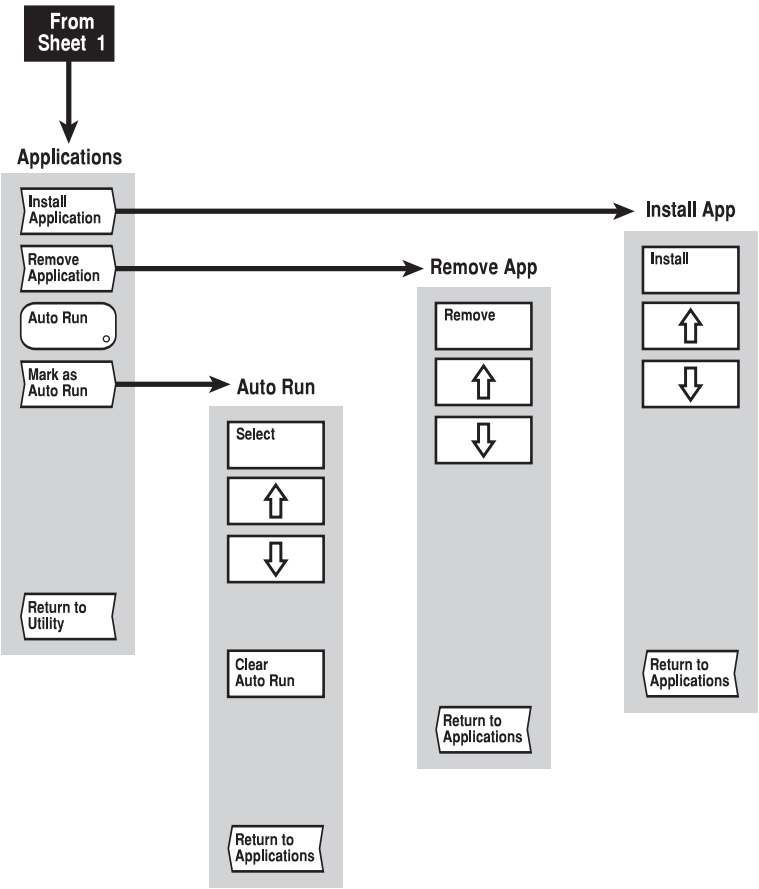 From
Sheet 1
Applications
Install
Application
Remove
Application
Auto Run
Mark as
Auto Run
Return to
Utility
Auto Run
Select
Clear
Auto Run
Return to
Applications
Remove App
Remove
Return to
Applications
Install App
Install
Return to
Applications